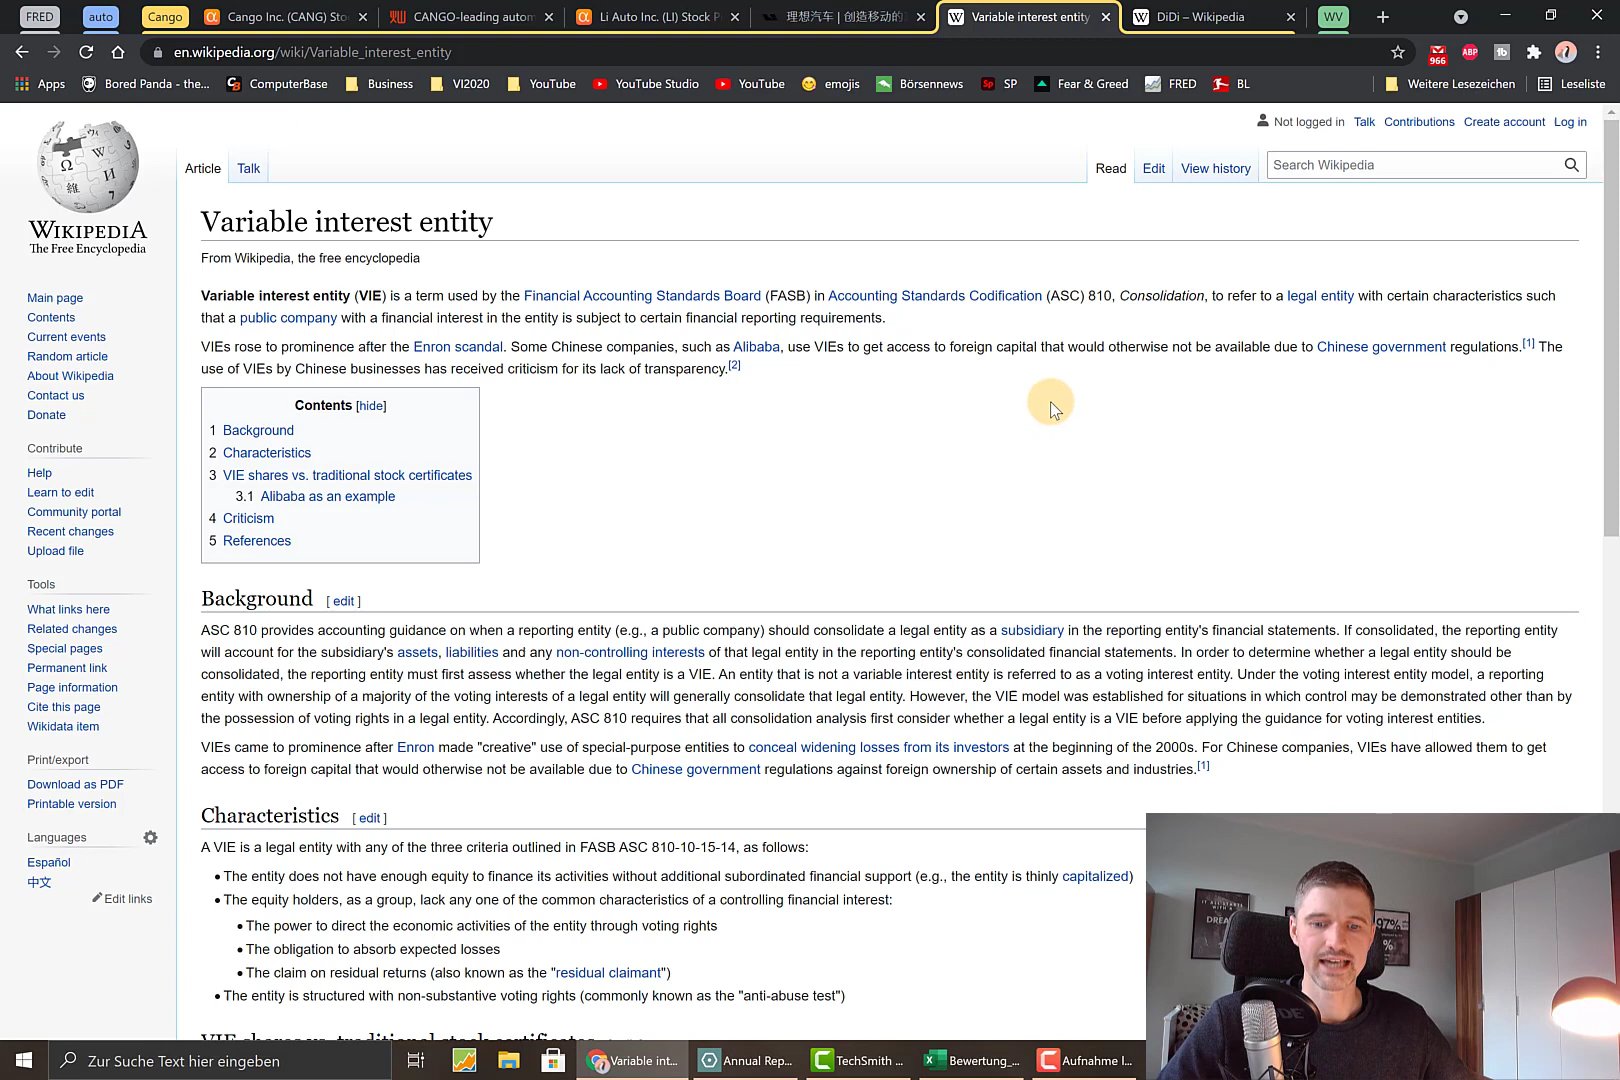 FRED
auto
Cango
Cango Inc. (CANG) Sto
CANGO-leading autom
Li Auto Inc. (LI) Stock P
理想汽车 | 创造移动的
Variable interest entity
DiDi – Wikipedia
WV
en.wikipedia.org/wiki/Variable_interest_entity
966
ABP
tb
Apps
Bored Panda - the...
ComputerBase
Business
VI2020
YouTube
YouTube Studio
YouTube
emojis
Börsennews
SP
Fear & Greed
FRED
BL
Weitere Lesezeichen
Leseliste
Not logged in Talk Contributions Create account Log in
Article Talk
Read Edit View history
Search Wikipedia
WIKIPEDIA
The Free Encyclopedia
Main page
Contents
Current events
Random article
About Wikipedia
Contact us
Donate
Contribute
Help
Learn to edit
Community portal
Recent changes
Upload file
Tools
What links here
Related changes
Special pages
Permanent link
Page information
Cite this page
Wikidata item
Print/export
Download as PDF
Printable version
Languages
Español
中文
Edit links
Variable interest entity
From Wikipedia, the free encyclopedia
Variable interest entity (VIE) is a term used by the Financial Accounting Standards Board (FASB) in Accounting Standards Codification (ASC) 810, Consolidation, to refer to a legal entity with certain characteristics such
that a public company with a financial interest in the entity is subject to certain financial reporting requirements.
VIEs rose to prominence after the Enron scandal. Some Chinese companies, such as Alibaba, use VIEs to get access to foreign capital that would otherwise not be available due to Chinese government regulations.[1] The
use of VIEs by Chinese businesses has received criticism for its lack of transparency.[2]
Contents [hide]
1 Background
2 Characteristics
3 VIE shares vs. traditional stock certificates
3.1 Alibaba as an example
4 Criticism
5 References
Background [ edit ]
ASC 810 provides accounting guidance on when a reporting entity (e.g., a public company) should consolidate a legal entity as a subsidiary in the reporting entity's financial statements. If consolidated, the reporting entity
will account for the subsidiary's assets, liabilities and any non-controlling interests of that legal entity in the reporting entity's consolidated financial statements. In order to determine whether a legal entity should be
consolidated, the reporting entity must first assess whether the legal entity is a VIE. An entity that is not a variable interest entity is referred to as a voting interest entity. Under the voting interest entity model, a reporting
entity with ownership of a majority of the voting interests of a legal entity will generally consolidate that legal entity. However, the VIE model was established for situations in which control may be demonstrated other than by
the possession of voting rights in a legal entity. Accordingly, ASC 810 requires that all consolidation analysis first consider whether a legal entity is a VIE before applying the guidance for voting interest entities.
VIEs came to prominence after Enron made "creative" use of special-purpose entities to conceal widening losses from its investors at the beginning of the 2000s. For Chinese companies, VIEs have allowed them to get
access to foreign capital that would otherwise not be available due to Chinese government regulations against foreign ownership of certain assets and industries.[1]
Characteristics [ edit ]
A VIE is a legal entity with any of the three criteria outlined in FASB ASC 810-10-15-14, as follows:
• The entity does not have enough equity to finance its activities without additional subordinated financial support (e.g., the entity is thinly capitalized)
• The equity holders, as a group, lack any one of the common characteristics of a controlling financial interest:
• The power to direct the economic activities of the entity through voting rights
• The obligation to absorb expected losses
• The claim on residual returns (also known as the "residual claimant")
• The entity is structured with non-substantive voting rights (commonly known as the "anti-abuse test")
VIE shares vs. traditional stock certificates
DREA
97%
%
Zur Suche Text hier eingeben
Variable int...
Annual Rep...
TechSmith ...
Bewertung_...
Aufnahme l...